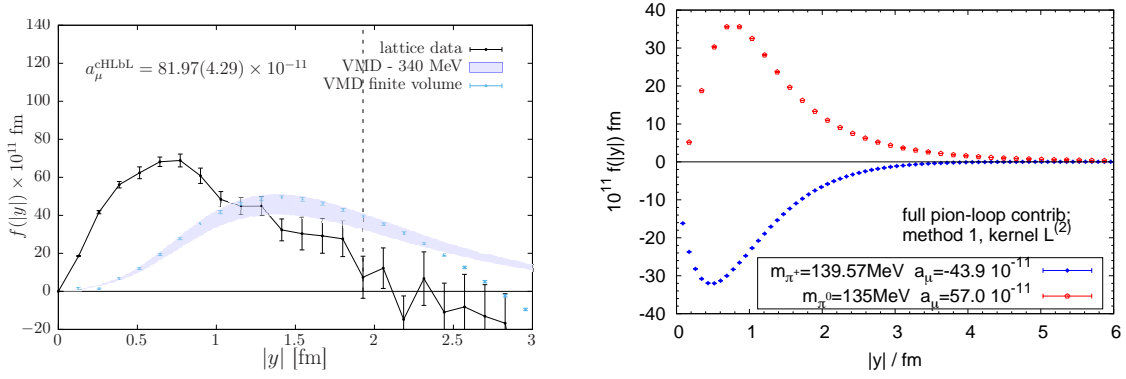 140
120
100
80
60
40
20
0
−20
f(|y|) × 10¹¹ fm
a_μ^cHLbL = 81.97(4.29) × 10⁻¹¹
lattice data
VMD - 340 MeV
VMD finite volume
0 0.5 1 1.5 2 2.5 3
|y| [fm]
40
30
20
10
0
-10
-20
-30
-40
10¹¹ f(|y|) fm
full pion-loop contrib;
method 1, kernel L⁽²⁾
m_π⁺=139.57MeV a_μ=-43.9 10⁻¹¹
m_π⁰=135MeV a_μ=57.0 10⁻¹¹
0 1 2 3 4 5 6
|y| / fm